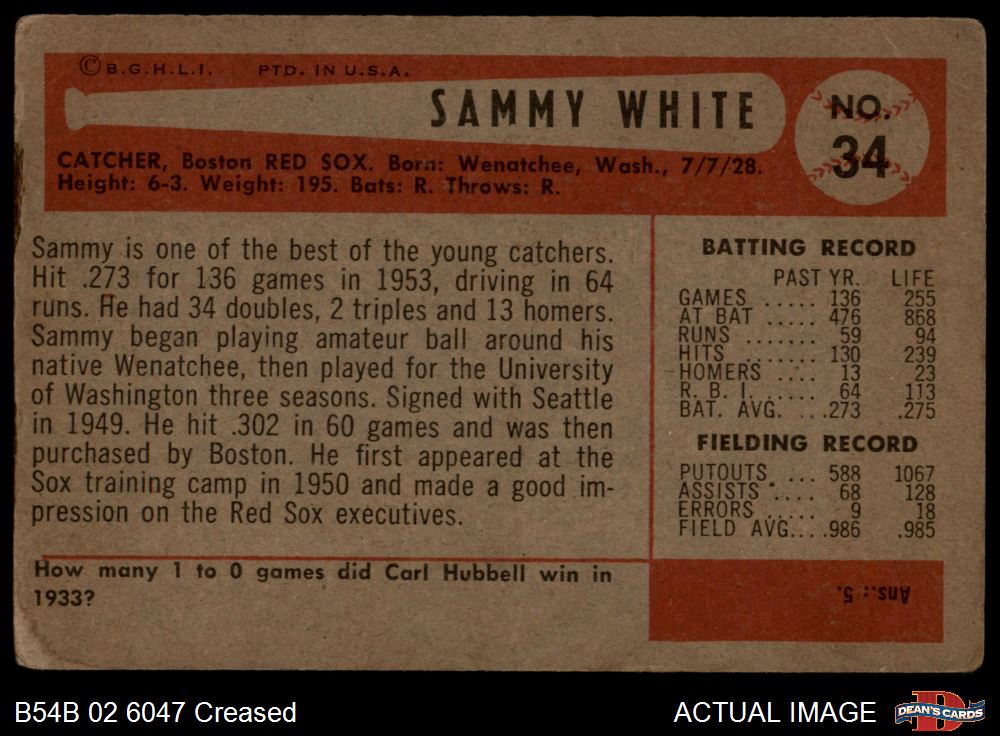 © B.G.H.L.I. PTD. IN U.S.A.
SAMMY WHITE
NO.
34
CATCHER, Boston RED SOX. Born: Wenatchee, Wash., 7/7/28.
Height: 6-3. Weight: 195. Bats: R. Throws: R.
Sammy is one of the best of the young catchers.
Hit .273 for 136 games in 1953, driving in 64
runs. He had 34 doubles, 2 triples and 13 homers.
Sammy began playing amateur ball around his
native Wenatchee, then played for the University
of Washington three seasons. Signed with Seattle
in 1949. He hit .302 in 60 games and was then
purchased by Boston. He first appeared at the
Sox training camp in 1950 and made a good im-
pression on the Red Sox executives.
BATTING RECORD
PAST YR. LIFE
GAMES ..... 136 255
AT BAT ..... 476 868
RUNS ..... 59 94
HITS ....... 130 239
HOMERS .... 13 23
R. B. I. ..... 64 113
BAT. AVG. ...273 .275
FIELDING RECORD
PUTOUTS.... 588 1067
ASSISTS .... 68 128
ERRORS ..... 9 18
FIELD AVG....986 .985
How many 1 to 0 games did Carl Hubbell win in
1933?
Ans.: 5.
B54B 02 6047 Creased
ACTUAL IMAGE
DEAN'S CARDS